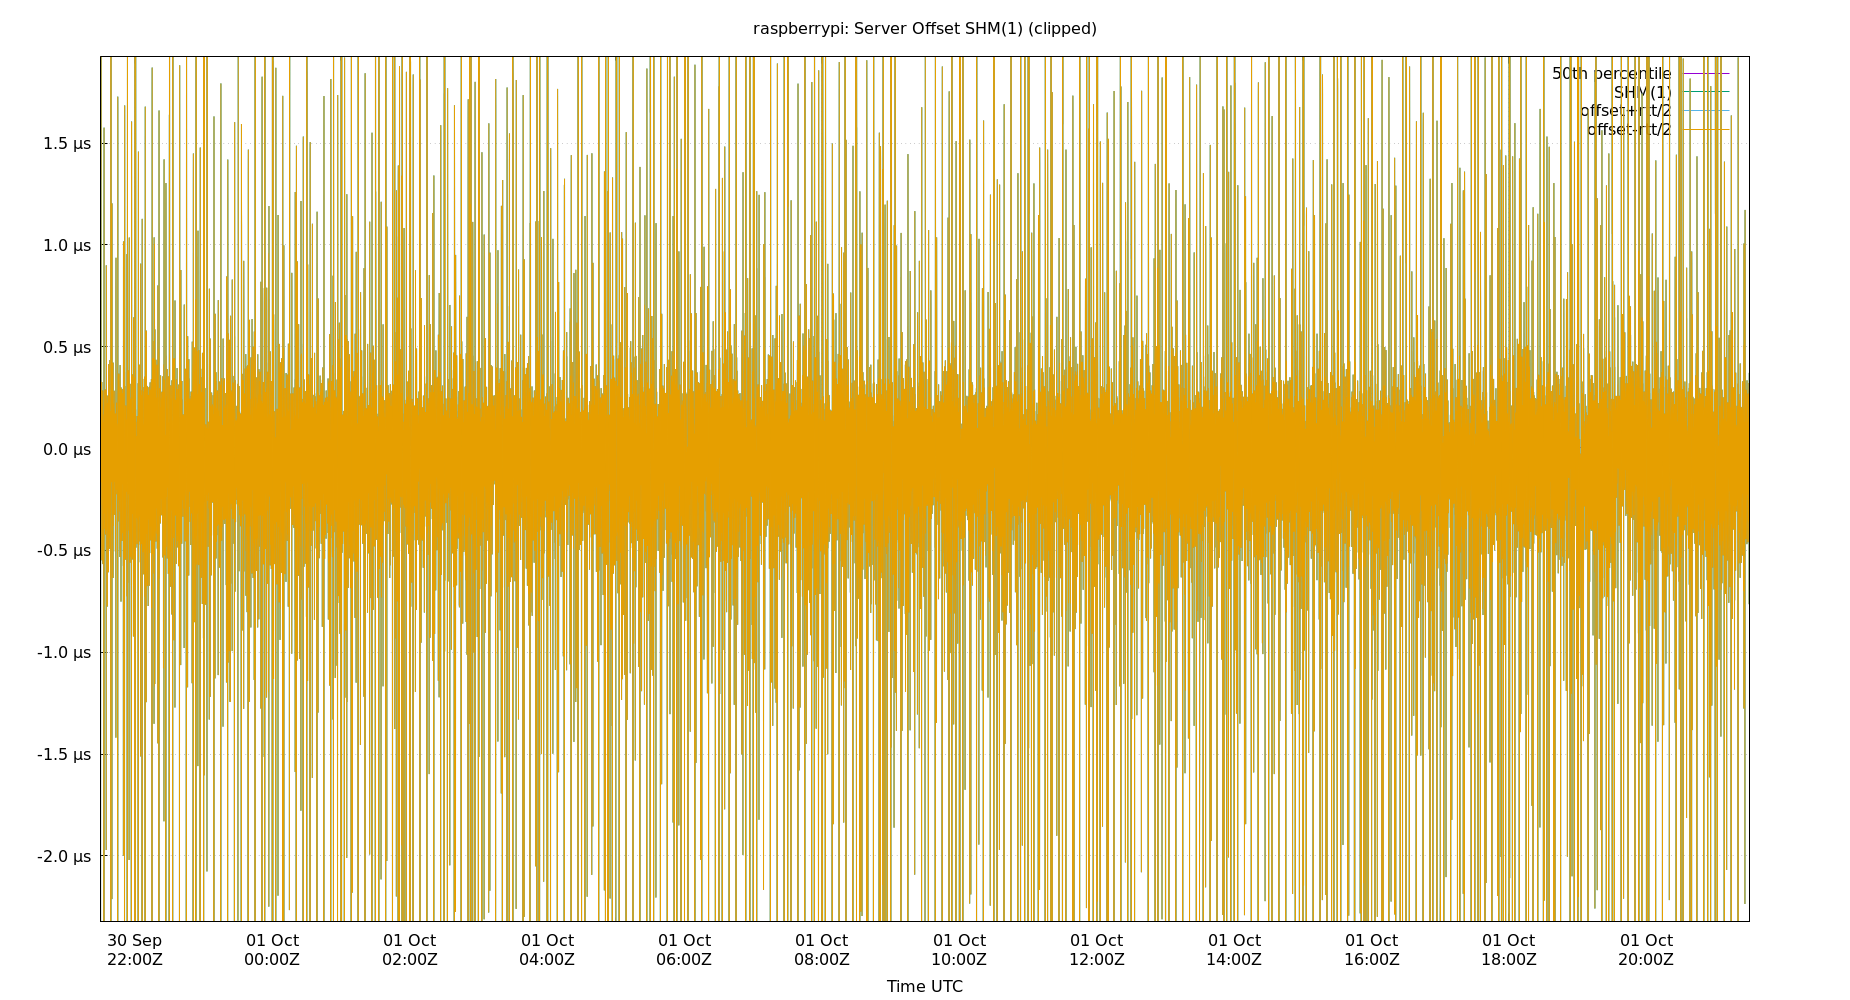 raspberrypi: Server Offset SHM(1) (clipped)
50th percentile
SHM(1)
offset+rtt/2
offset-rtt/2
1.5 µs
1.0 µs
0.5 µs
0.0 µs
-0.5 µs
-1.0 µs
-1.5 µs
-2.0 µs
30 Sep 01 Oct 01 Oct 01 Oct 01 Oct 01 Oct 01 Oct 01 Oct 01 Oct 01 Oct 01 Oct 01 Oct
22:00Z 00:00Z 02:00Z 04:00Z 06:00Z 08:00Z 10:00Z 12:00Z 14:00Z 16:00Z 18:00Z 20:00Z
Time UTC